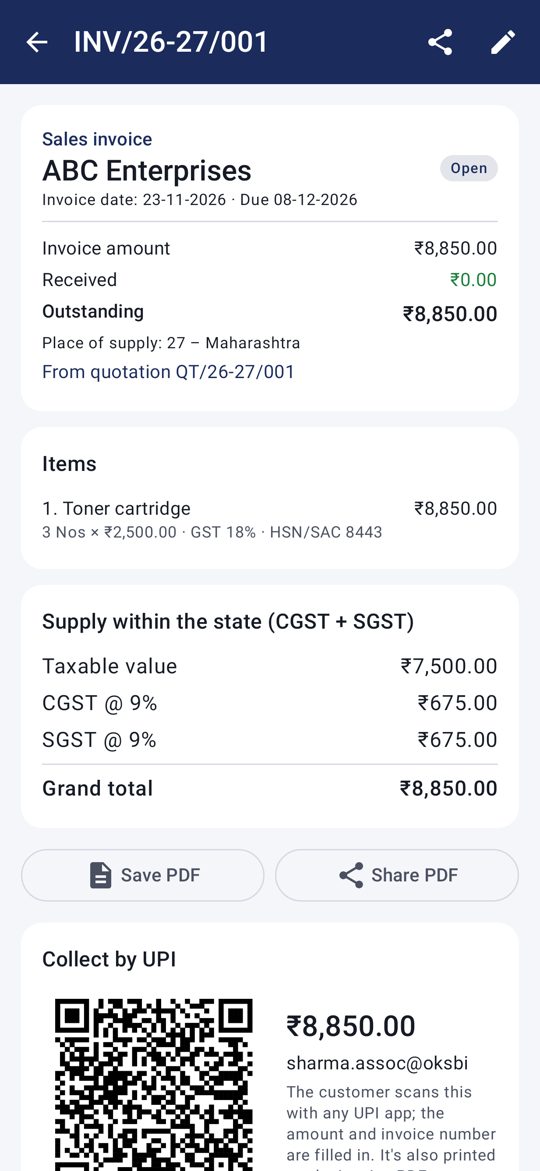 INV/26-27/001
Sales invoice
ABC Enterprises
Open
Invoice date: 23-11-2026 · Due 08-12-2026
Invoice amount ₹8,850.00
Received ₹0.00
Outstanding ₹8,850.00
Place of supply: 27 – Maharashtra
From quotation QT/26-27/001
Items
1. Toner cartridge ₹8,850.00
3 Nos × ₹2,500.00 · GST 18% · HSN/SAC 8443
Supply within the state (CGST + SGST)
Taxable value ₹7,500.00
CGST @ 9% ₹675.00
SGST @ 9% ₹675.00
Grand total ₹8,850.00
Save PDF
Share PDF
Collect by UPI
₹8,850.00
sharma.assoc@oksbi
The customer scans this
with any UPI app; the
amount and invoice number
are filled in. It's also printed